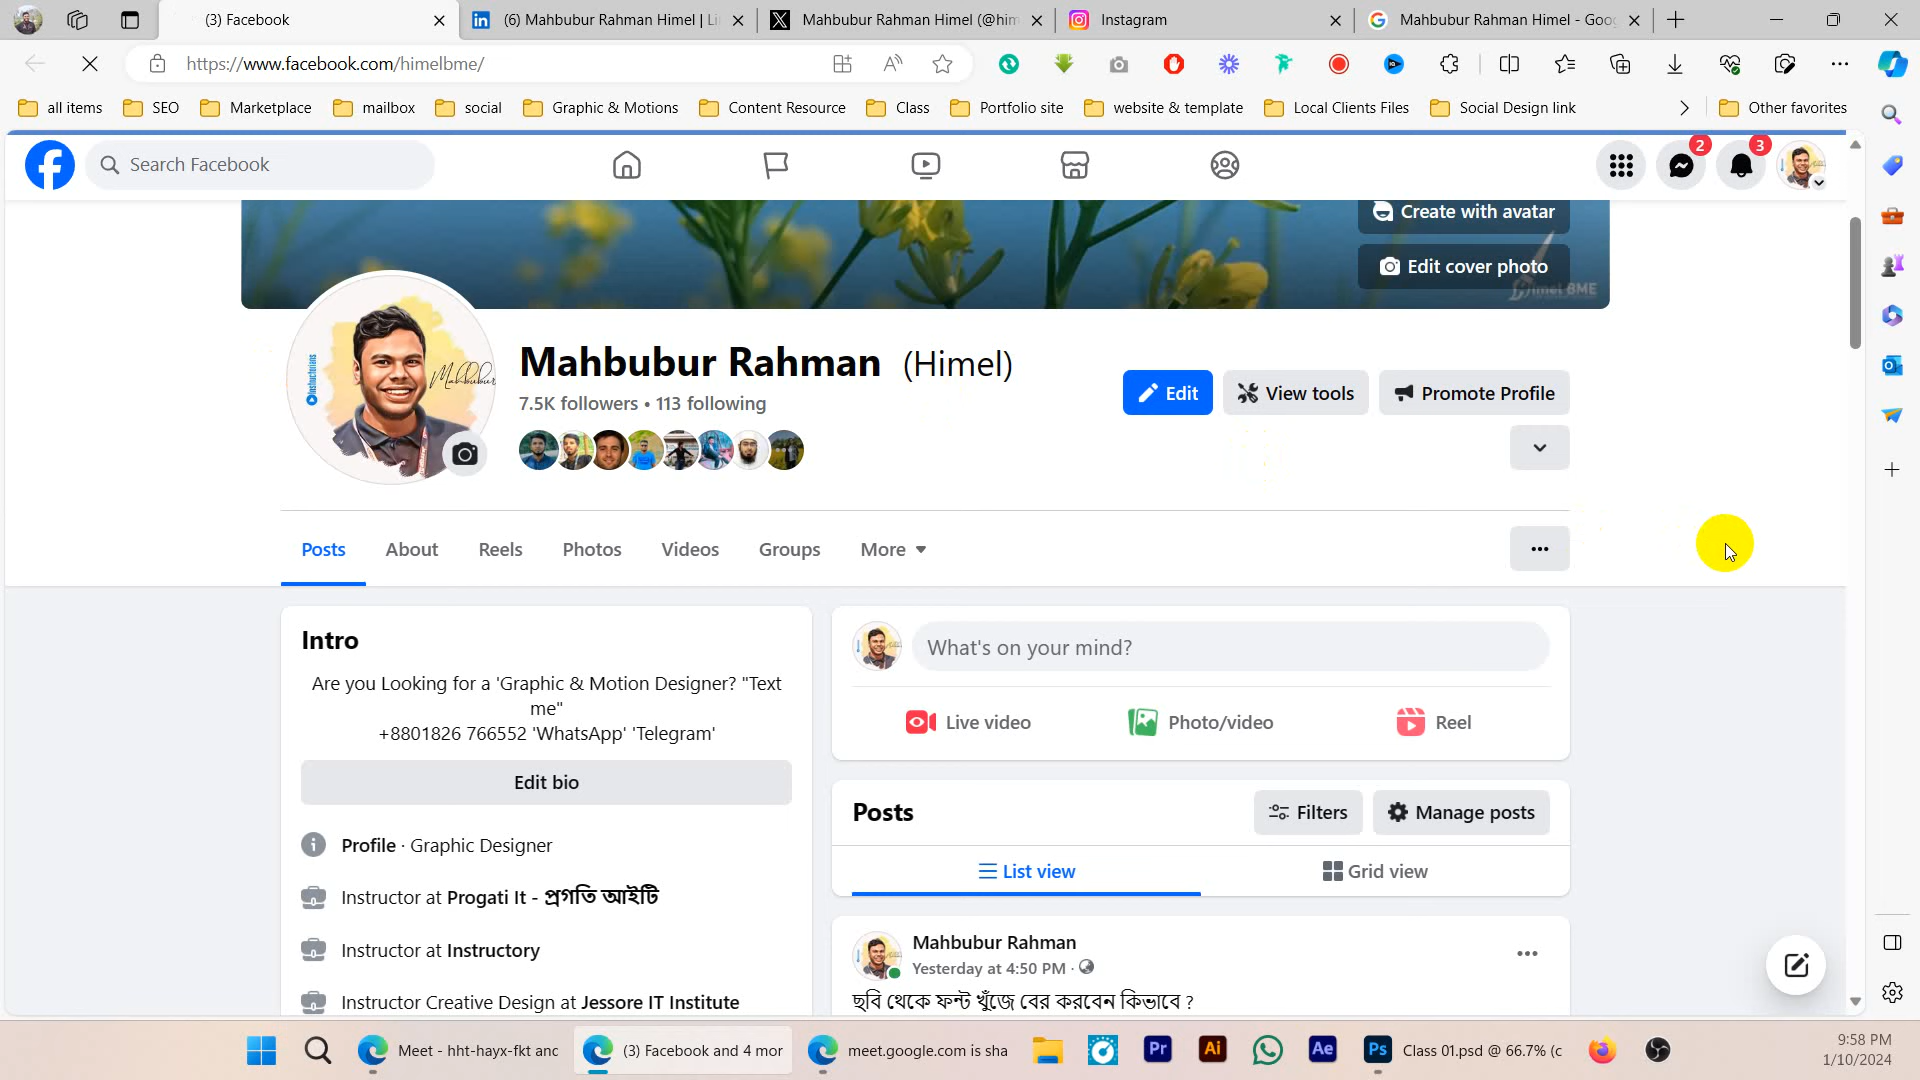 (3) Facebook
(6) Mahbubur Rahman Himel | Li
Mahbubur Rahman Himel (@him
Instagram
Mahbubur Rahman Himel - Goo
https://www.facebook.com/himelbme/
all items
SEO
Marketplace
mailbox
social
Graphic & Motions
Content Resource
Class
Portfolio site
website & template
Local Clients Files
Social Design link
Other favorites
Search Facebook
2
3
Create with avatar
Edit cover photo
Himel BME
Mahbubur Rahman (Himel)
7.5K followers • 113 following
Edit
View tools
Promote Profile
Posts
About
Reels
Photos
Videos
Groups
More
Intro
Are you Looking for a 'Graphic & Motion Designer? "Text
me"
+8801826 766552 'WhatsApp' 'Telegram'
Edit bio
Profile · Graphic Designer
Instructor at Progati It - প্রগতি আইটি
Instructor at Instructory
Instructor Creative Design at Jessore IT Institute
What's on your mind?
Live video
Photo/video
Reel
Posts
Filters
Manage posts
List view
Grid view
Mahbubur Rahman
Yesterday at 4:50 PM ·
ছবি থেকে ফন্ট খুঁজে বের করবেন কিভাবে ?
Meet - hht-hayx-fkt anc
(3) Facebook and 4 mor
meet.google.com is sha
Pr
Ai
Ae
Ps
Class 01.psd @ 66.7% (c
9:58 PM
1/10/2024